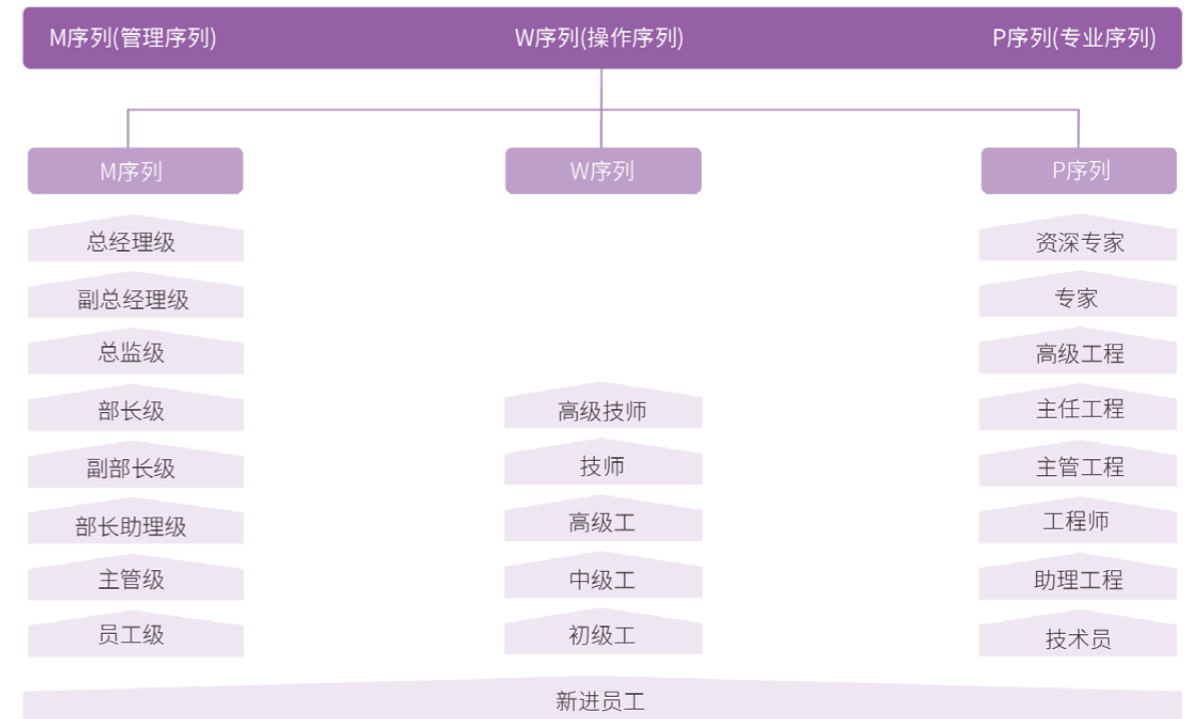 M序列(管理序列)
W序列(操作序列)
P序列(专业序列)
M序列
W序列
P序列
总经理级
副总经理级
总监级
部长级
副部长级
部长助理级
主管级
员工级
高级技师
技师
高级工
中级工
初级工
资深专家
专家
高级工程
主任工程
主管工程
工程师
助理工程
技术员
新进员工